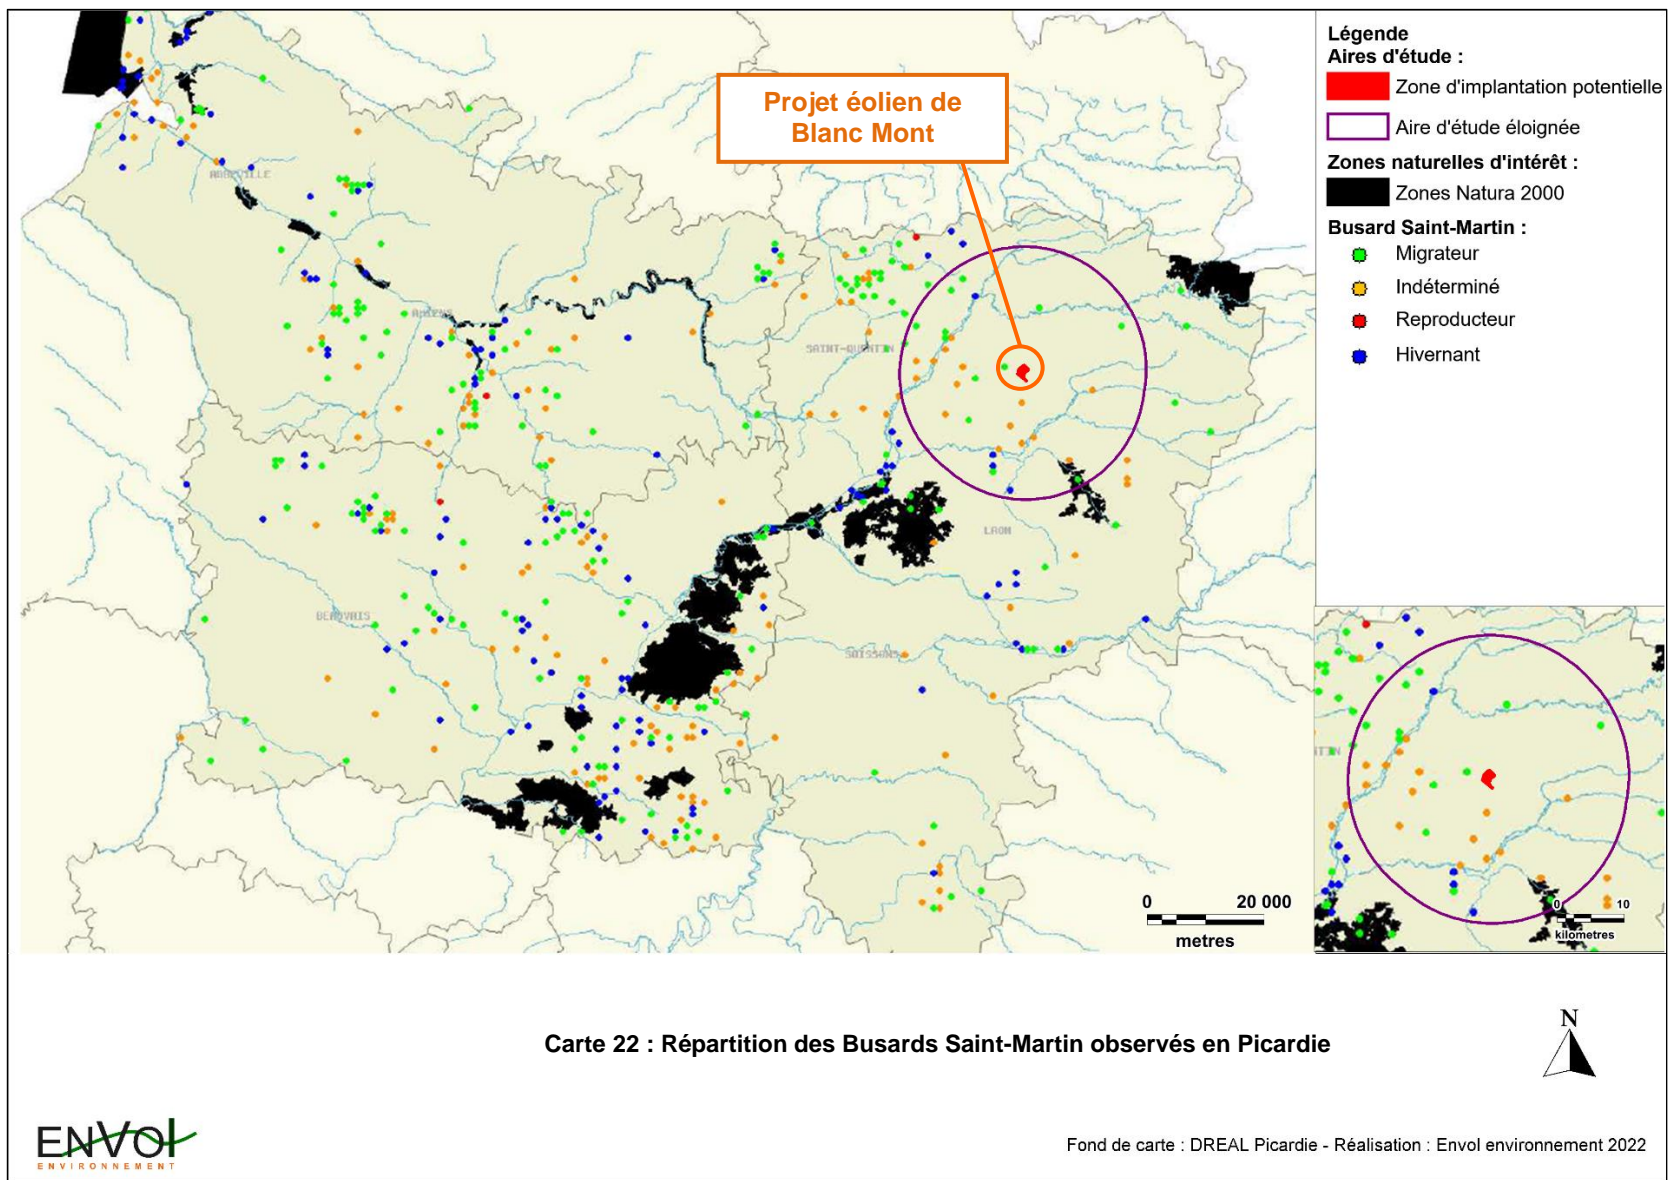 Projet éolien de
Blanc Mont
ABBEVILLE
AMIENS
SAINT-QUENTIN
LAON
BEAUVAIS
SOISSONS
0 20 000
metres
Légende
Aires d'étude :
Zone d'implantation potentielle
Aire d'étude éloignée
Zones naturelles d'intérêt :
Zones Natura 2000
Busard Saint-Martin :
Migrateur
Indéterminé
Reproducteur
Hivernant
NTIN
0 10
kilometres
Carte 22 : Répartition des Busards Saint-Martin observés en Picardie
N
ENVOl
ENVIRONNEMENT
Fond de carte : DREAL Picardie - Réalisation : Envol environnement 2022